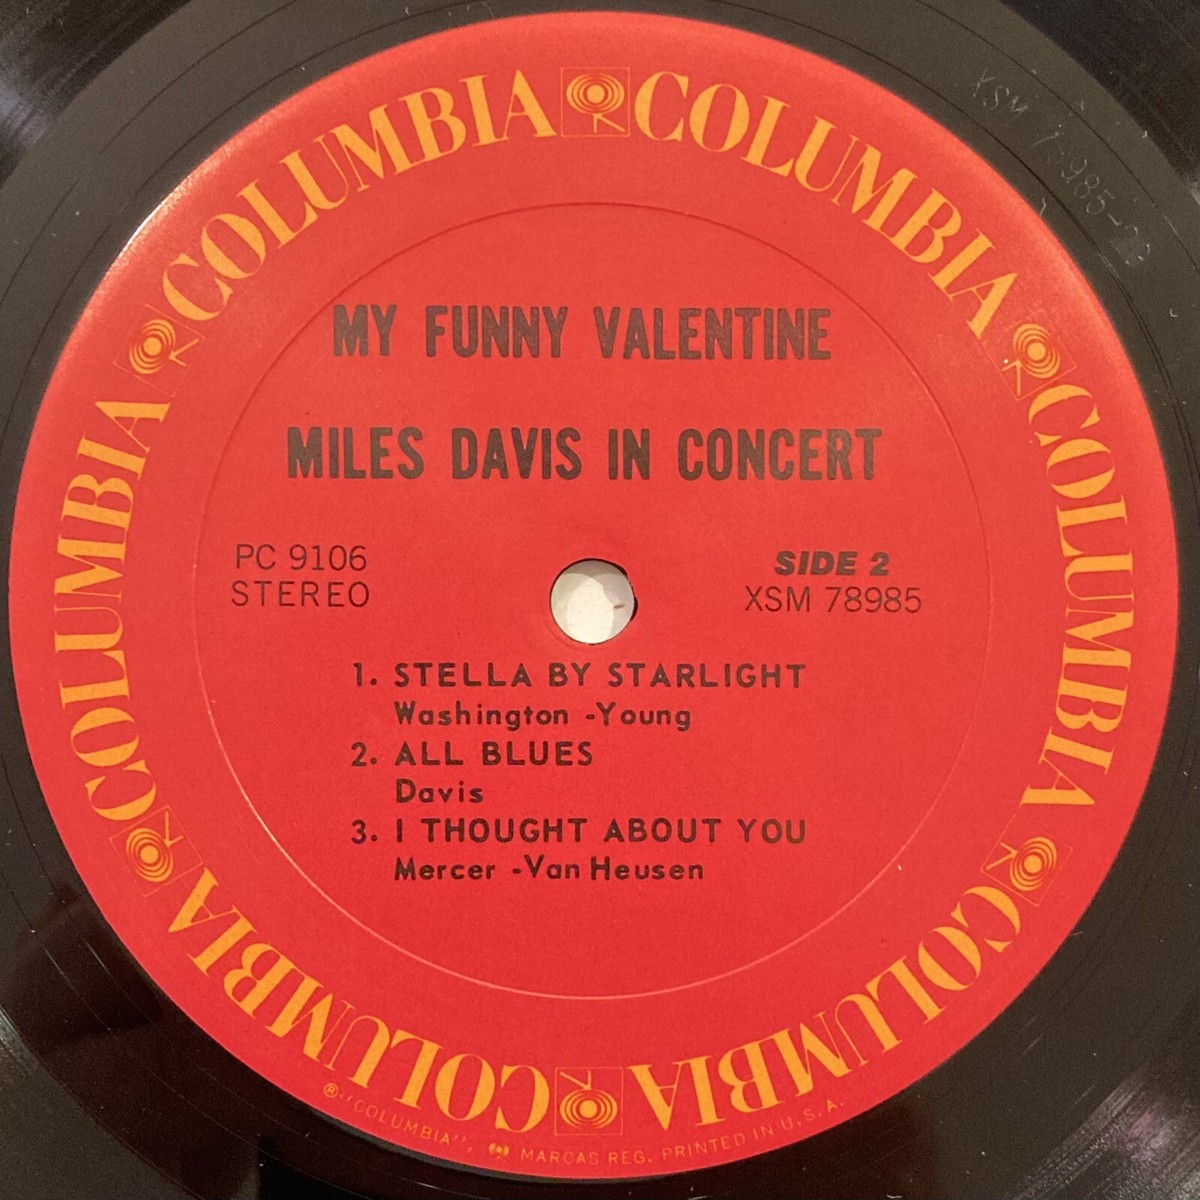 COLUMBIA COLUMBIA COLUMBIA COLUMBIA COLUMBIA COLUMBIA
MY FUNNY VALENTINE
MILES DAVIS IN CONCERT
PC 9106
STEREO
SIDE 2
XSM 78985
1. STELLA BY STARLIGHT
Washington -Young
2. ALL BLUES
Davis
3. I THOUGHT ABOUT YOU
Mercer -Van Heusen
® "COLUMBIA", MARCAS REG. PRINTED IN U.S.A.